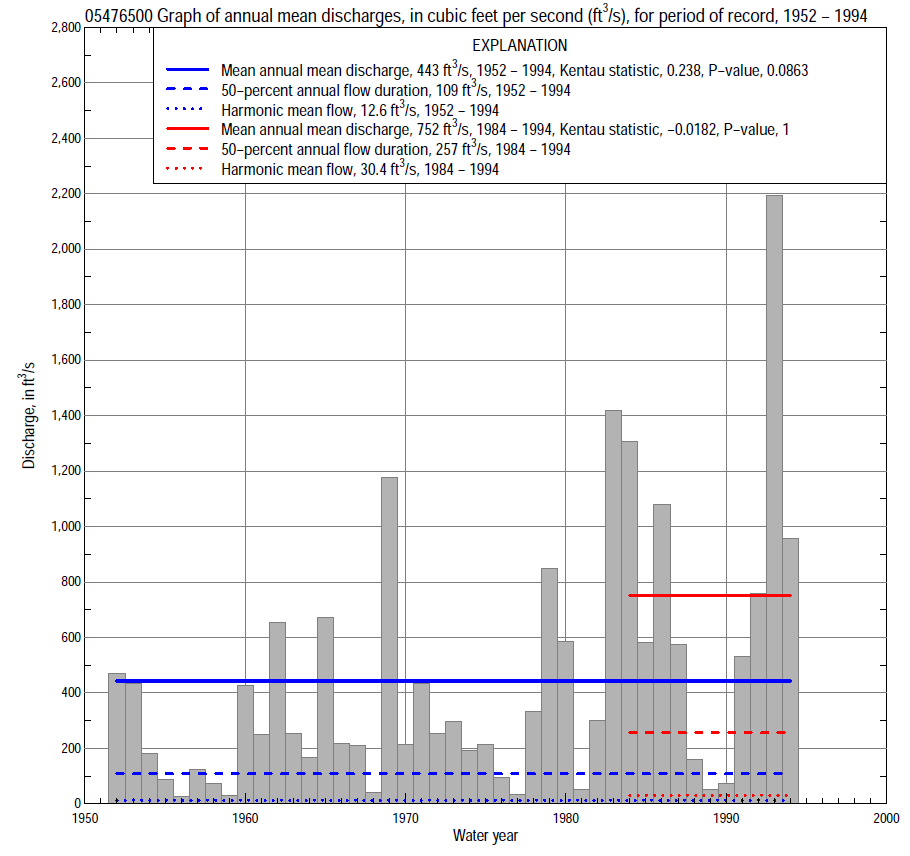 05476500 Graph of annual mean discharges, in cubic feet per second (ft³/s), for period of record, 1952 – 1994
EXPLANATION
Mean annual mean discharge, 443 ft³/s, 1952 – 1994, Kentau statistic, 0.238, P–value, 0.0863
50–percent annual flow duration, 109 ft³/s, 1952 – 1994
Harmonic mean flow, 12.6 ft³/s, 1952 – 1994
Mean annual mean discharge, 752 ft³/s, 1984 – 1994, Kentau statistic, –0.0182, P–value, 1
50–percent annual flow duration, 257 ft³/s, 1984 – 1994
Harmonic mean flow, 30.4 ft³/s, 1984 – 1994
2,800
2,600
2,400
2,200
2,000
1,800
1,600
1,400
1,200
1,000
800
600
400
200
0
Discharge, in ft³/s
1950 1960 1970 1980 1990 2000
Water year